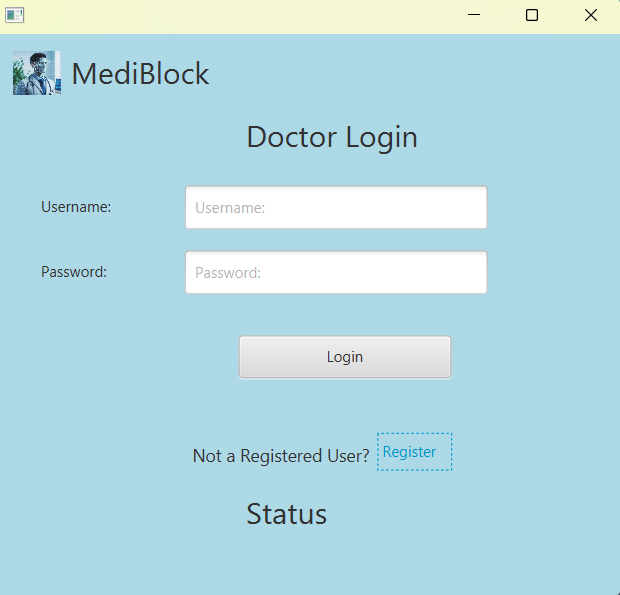 MediBlock
Doctor Login
Username: Username:
Password: Password:
Login
Not a Registered User? Register
Status